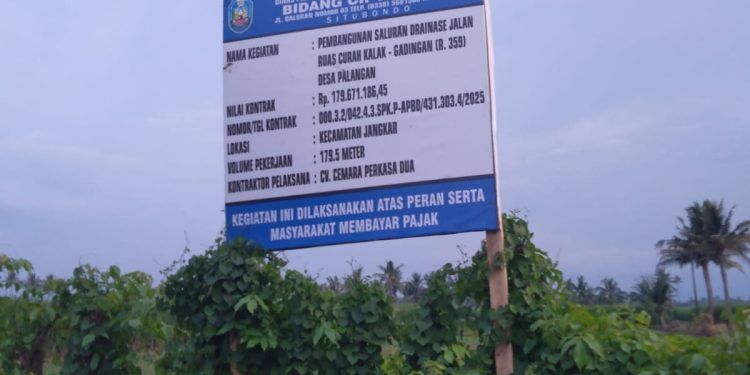 BIDANG
JL. BALURAN NOMOR 03 TELP. (0338)
SITUBONDO
NAMA KEGIATAN : PEMBANGUNAN SALURAN DRAINASE JALAN
RUAS CURAH KALAK - GADINGAN (R. 359)
DESA PALANGAN
NILAI KONTRAK : Rp. 179.671.186,45
NOMOR/TGL KONTRAK : 000.3.2/042.4.3.SPK.P-APBD/431.303.4/2025
LOKASI : KECAMATAN JANGKAR
VOLUME PEKERJAAN : 179.5 METER
KONTRAKTOR PELAKSANA : CV. CEMARA PERKASA DUA
KEGIATAN INI DILAKSANAKAN ATAS PERAN SERTA
MASYARAKAT MEMBAYAR PAJAK